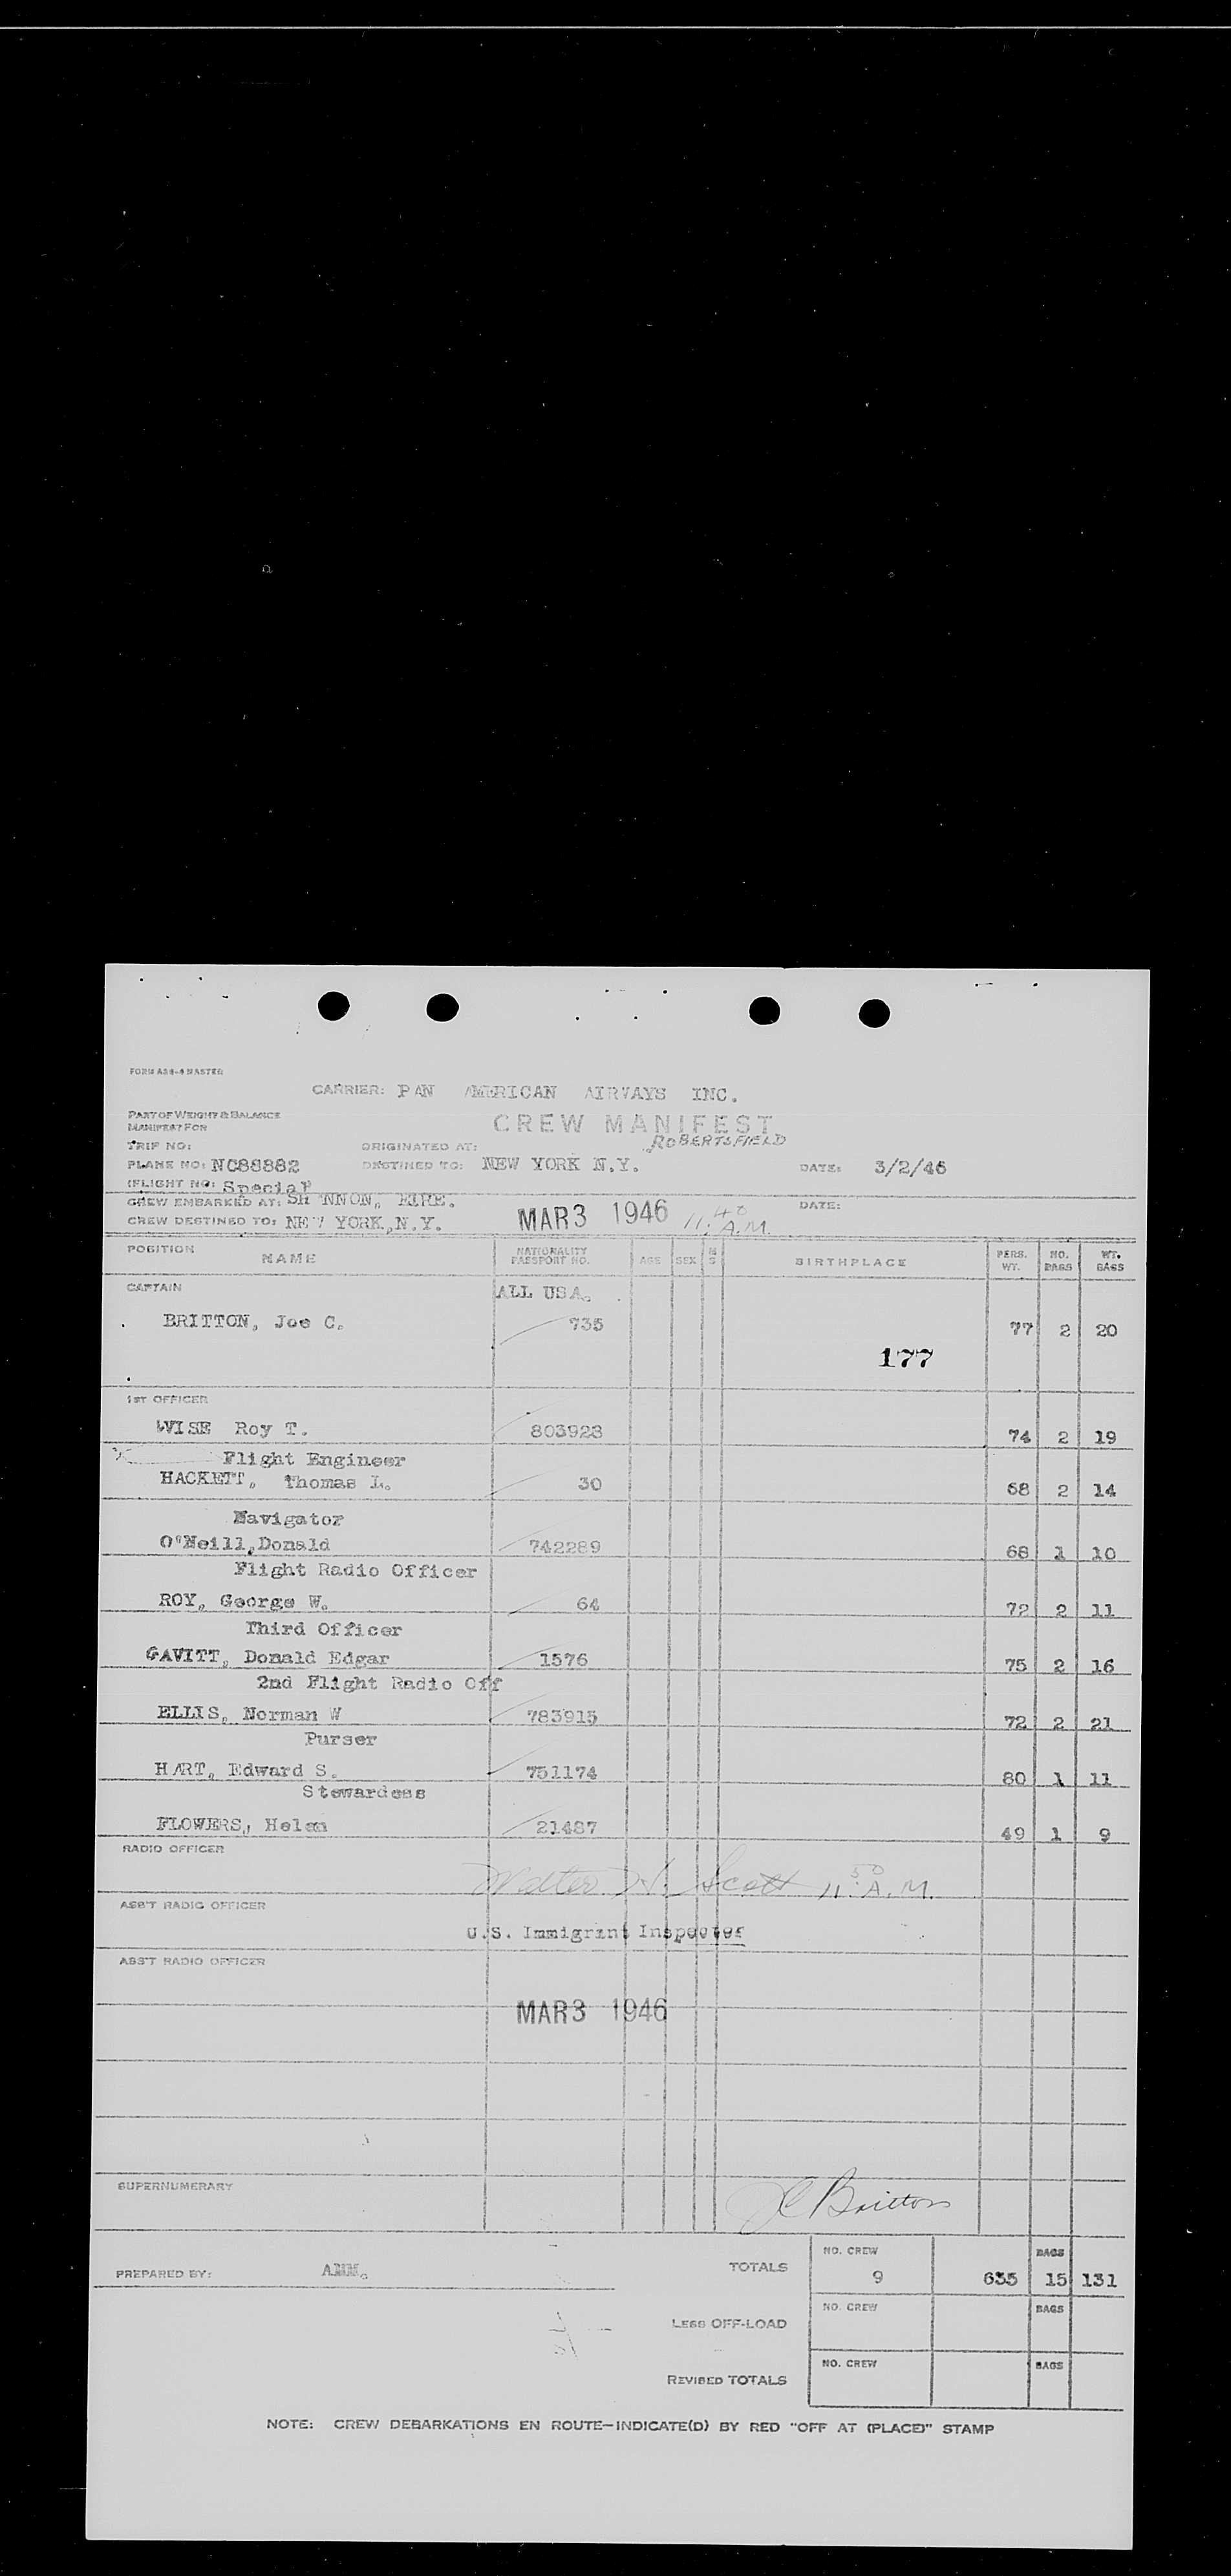 FORM A28-4 MASTER
CARRIER: PAN AMERICAN AIRWAYS INC.
PART OF WEIGHT & BALANCE
MANIFEST FOR
CREW MANIFEST
TRIP NO: ORIGINATED AT: ROBERTSFIELD
PLANE NO: NC88882 DESTINED TO: NEW YORK N.Y. DATE: 3/2/46
(FLIGHT NO: Special
CREW EMBARKED AT: SH NNON, EIRE. DATE:
CREW DESTINED TO: NEW YORK, N.Y. MAR 3 1946 11:40 A.M.
POSITION NAME NATIONALITY PASSPORT NO. AGE SEX M S BIRTHPLACE PERS. WT. NO. BAGS WT. BAGS
CAPTAIN ALL USA.
BRITTON, Joe C. 735 77 2 20
177
1ST OFFICER
WISE Roy T. 803923 74 2 19
Flight Engineer
HACKETT, Thomas L. 30 68 2 14
Navigator
O'Neill, Donald 742289 68 1 10
Flight Radio Officer
ROY, George W. 64 72 2 11
Third Officer
GAVITT, Donald Edgar 1576 75 2 16
2nd Flight Radio Off
ELLIS, Norman W 783915 72 2 21
Purser
HART, Edward S. 751174 80 1 11
Stewardess
FLOWERS, Helen 21487 49 1 9
RADIO OFFICER
Walter H. Scott 11:50 A.M.
ASS'T RADIO OFFICER
U.S. Immigrant Inspector
ASS'T RADIO OFFICER
MAR 3 1946
SUPERNUMERARY
JC Britton
NO. CREW BAGS
PREPARED BY: AMM. TOTALS 9 635 15 131
NO. CREW BAGS
LESS OFF-LOAD
NO. CREW BAGS
REVISED TOTALS
NOTE: CREW DEBARKATIONS EN ROUTE—INDICATE(D) BY RED "OFF AT (PLACE)" STAMP